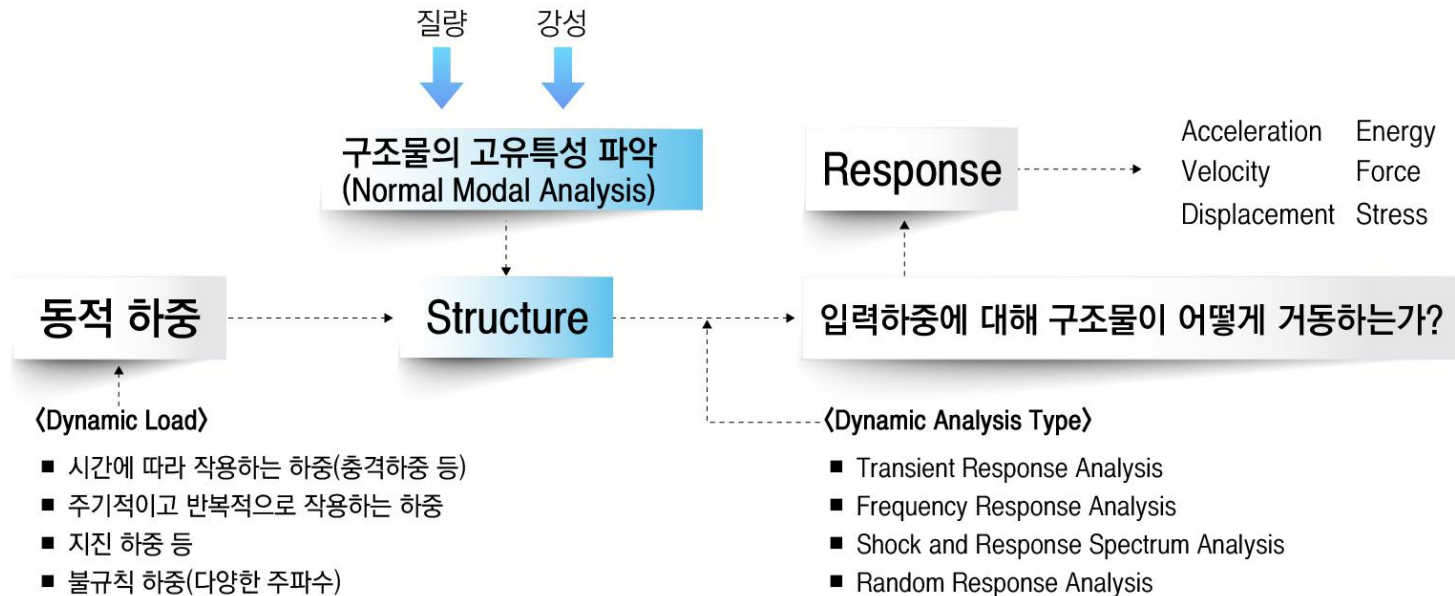 질량 강성
구조물의 고유특성 파악
(Normal Modal Analysis)
Response
Acceleration Energy
Velocity Force
Displacement Stress
동적 하중
Structure
입력하중에 대해 구조물이 어떻게 거동하는가?
〈Dynamic Load〉
■ 시간에 따라 작용하는 하중(충격하중 등)
■ 주기적이고 반복적으로 작용하는 하중
■ 지진 하중 등
■ 불규칙 하중(다양한 주파수)
〈Dynamic Analysis Type〉
■ Transient Response Analysis
■ Frequency Response Analysis
■ Shock and Response Spectrum Analysis
■ Random Response Analysis